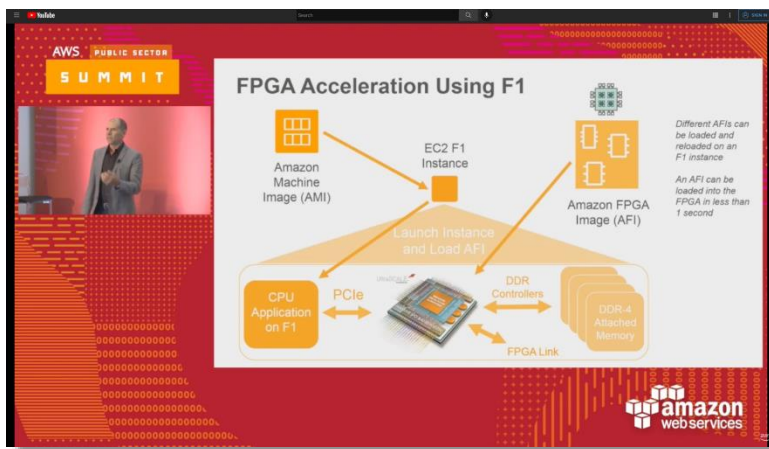 YouTube
Search
SIGN IN
AWS PUBLIC SECTOR
SUMMIT
FPGA Acceleration Using F1
Amazon
Machine
Image (AMI)
EC2 F1
Instance
Amazon FPGA
Image (AFI)
Different AFIs can
be loaded and
reloaded on an
F1 instance
An AFI can be
loaded into the
FPGA in less than
1 second
Launch Instance
and Load AFI
CPU
Application
on F1
PCIe
DDR
Controllers
FPGA Link
DDR-4
Attached
Memory
amazon
web services